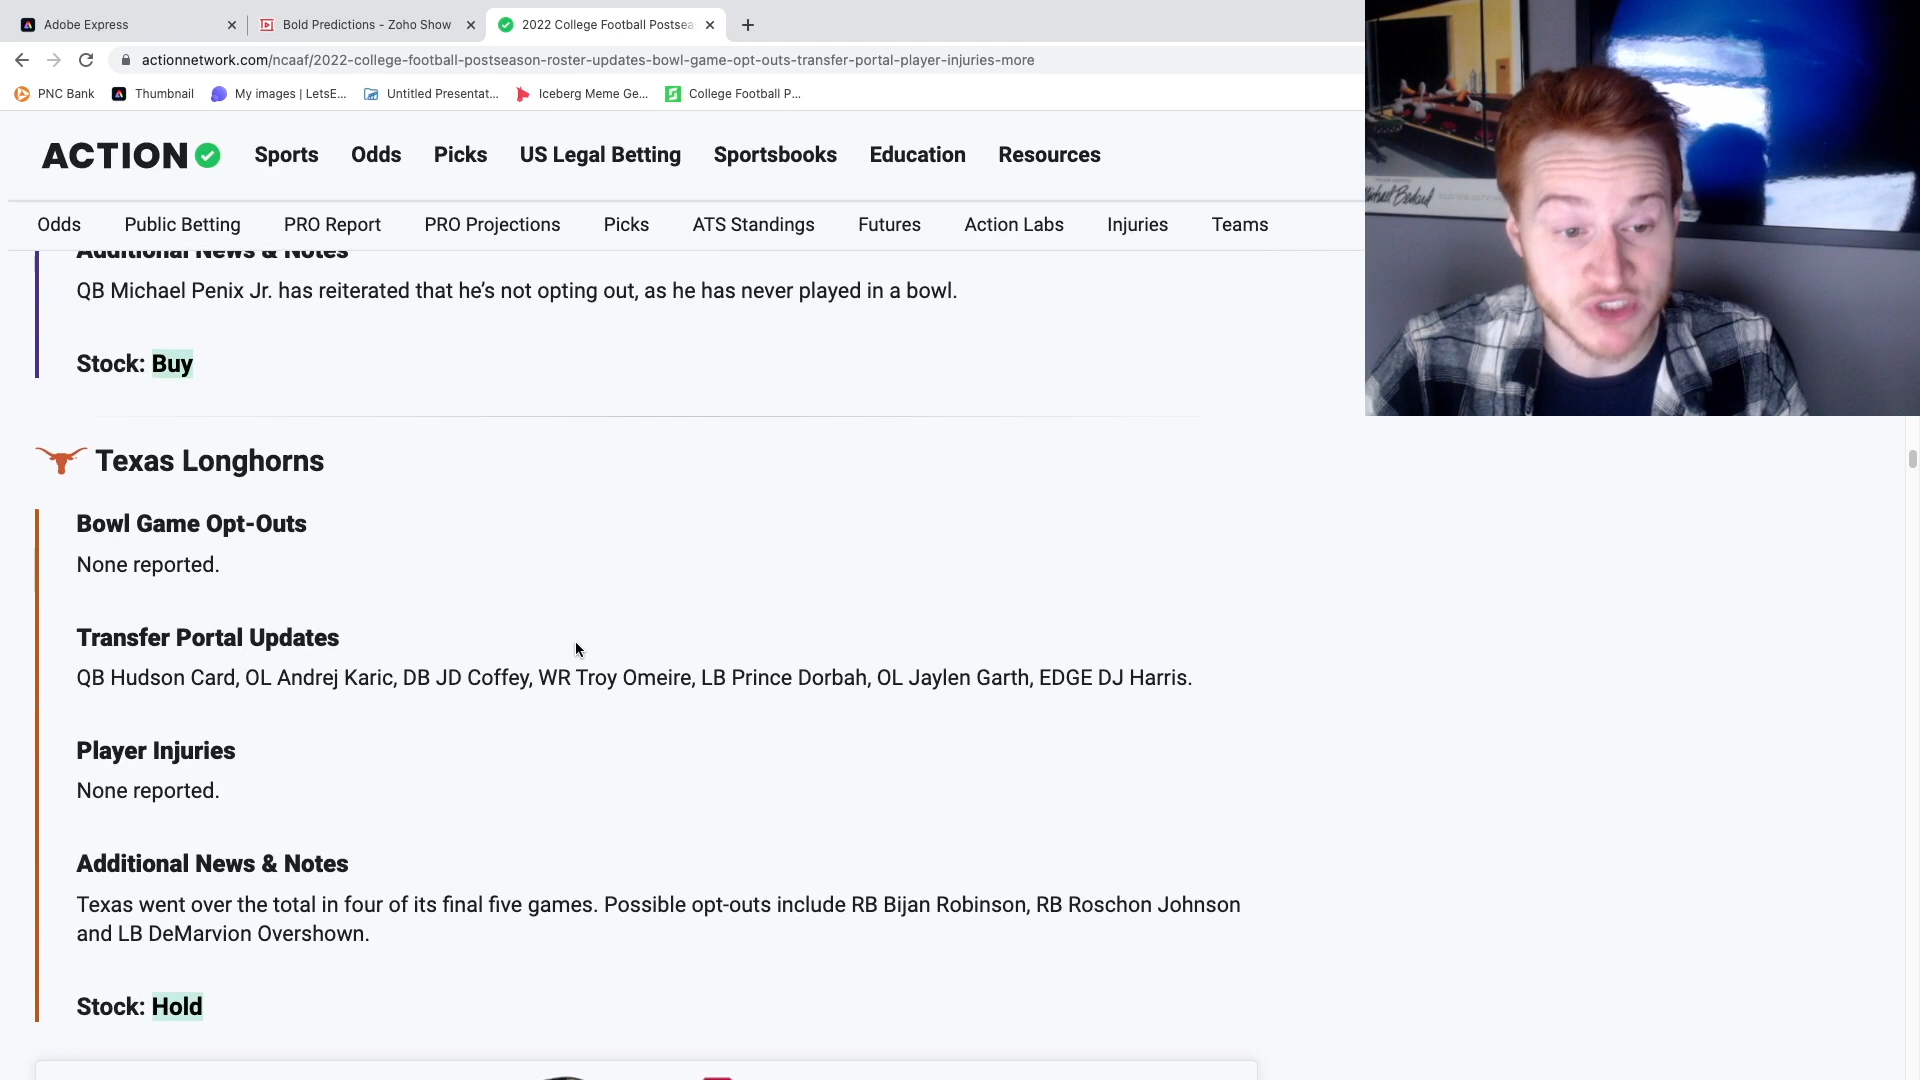 Adobe Express
Bold Predictions - Zoho Show
2022 College Football Postsea
actionnetwork.com/ncaaf/2022-college-football-postseason-roster-updates-bowl-game-opt-outs-transfer-portal-player-injuries-more
PNC Bank
Thumbnail
My images | LetsE...
Untitled Presentat...
Iceberg Meme Ge...
College Football P...
ACTION
Sports
Odds
Picks
US Legal Betting
Sportsbooks
Education
Resources
Odds
Public Betting
PRO Report
PRO Projections
Picks
ATS Standings
Futures
Action Labs
Injuries
Teams
Additional News & Notes
QB Michael Penix Jr. has reiterated that he's not opting out, as he has never played in a bowl.
Stock: Buy
Texas Longhorns
Bowl Game Opt-Outs
None reported.
Transfer Portal Updates
QB Hudson Card, OL Andrej Karic, DB JD Coffey, WR Troy Omeire, LB Prince Dorbah, OL Jaylen Garth, EDGE DJ Harris.
Player Injuries
None reported.
Additional News & Notes
Texas went over the total in four of its final five games. Possible opt-outs include RB Bijan Robinson, RB Roschon Johnson
and LB DeMarvion Overshown.
Stock: Hold